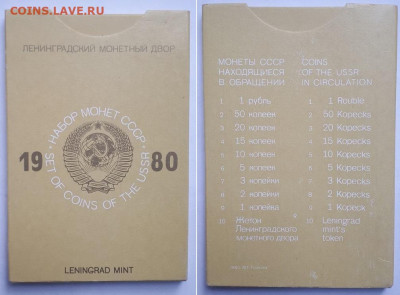 COINS.LAVE.RU
ЛЕНИНГРАДСКИЙ МОНЕТНЫЙ ДВОР
НАБОР МОНЕТ СССР
19 80
SET OF COINS OF THE USSR
LENINGRAD MINT
МОНЕТЫ СССР COINS
НАХОДЯЩИЕСЯ OF THE USSR
В ОБРАЩЕНИИ IN CIRCULATION
1 1 рубль 1 1 Rouble
2 50 копеек 2 50 Kopecks
3 20 копеек 3 20 Kopecks
4 15 копеек 4 15 Kopecks
5 10 копеек 5 10 Kopecks
6 5 копеек 6 5 Kopecks
7 3 копейки 7 3 Kopecks
8 2 копейки 8 2 Kopecks
9 1 копейка 9 1 Kopeck
10 Жетон 10 Leningrad
Ленинградского mint's
монетного двора token